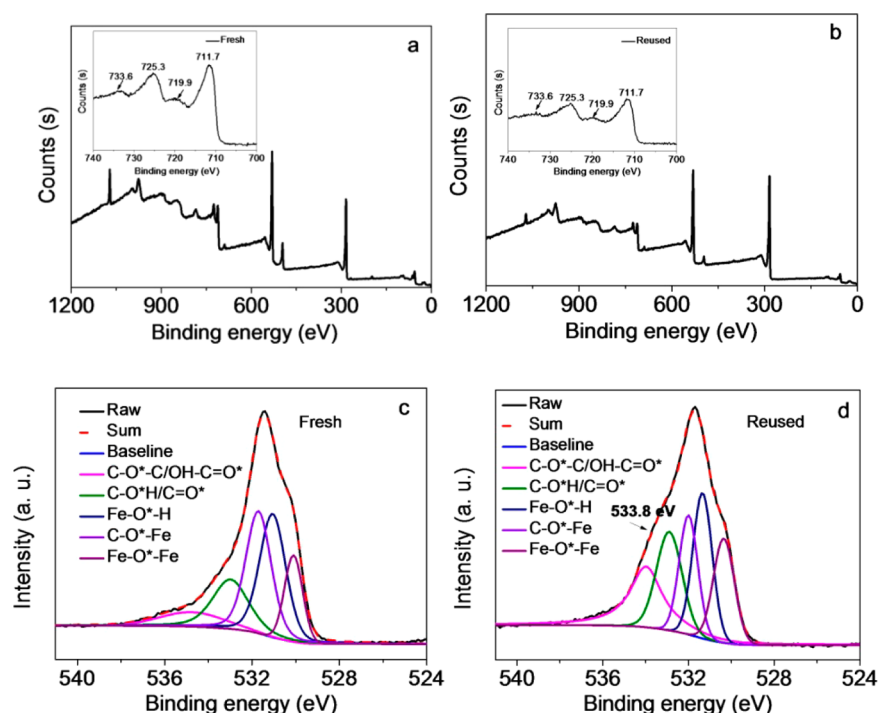 a
Fresh
711.7
725.3
719.9
733.6
Counts (s)
740 730 720 710 700
Binding energy (eV)
Counts (s)
1200 900 600 300 0
Binding energy (eV)
b
Reused
711.7
725.3
719.9
733.6
Counts (s)
740 730 720 710 700
Binding energy (eV)
Counts (s)
1200 900 600 300 0
Binding energy (eV)
c
Fresh
Raw
Sum
Baseline
C-O*-C/OH-C=O*
C-O*H/C=O*
Fe-O*-H
C-O*-Fe
Fe-O*-Fe
Intensity (a. u.)
540 536 532 528 524
Binding energy (eV)
d
Reused
Raw
Sum
Baseline
C-O*-C/OH-C=O*
C-O*H/C=O*
Fe-O*-H
C-O*-Fe
Fe-O*-Fe
533.8 eV
Intensity (a. u.)
540 536 532 528 524
Binding energy (eV)